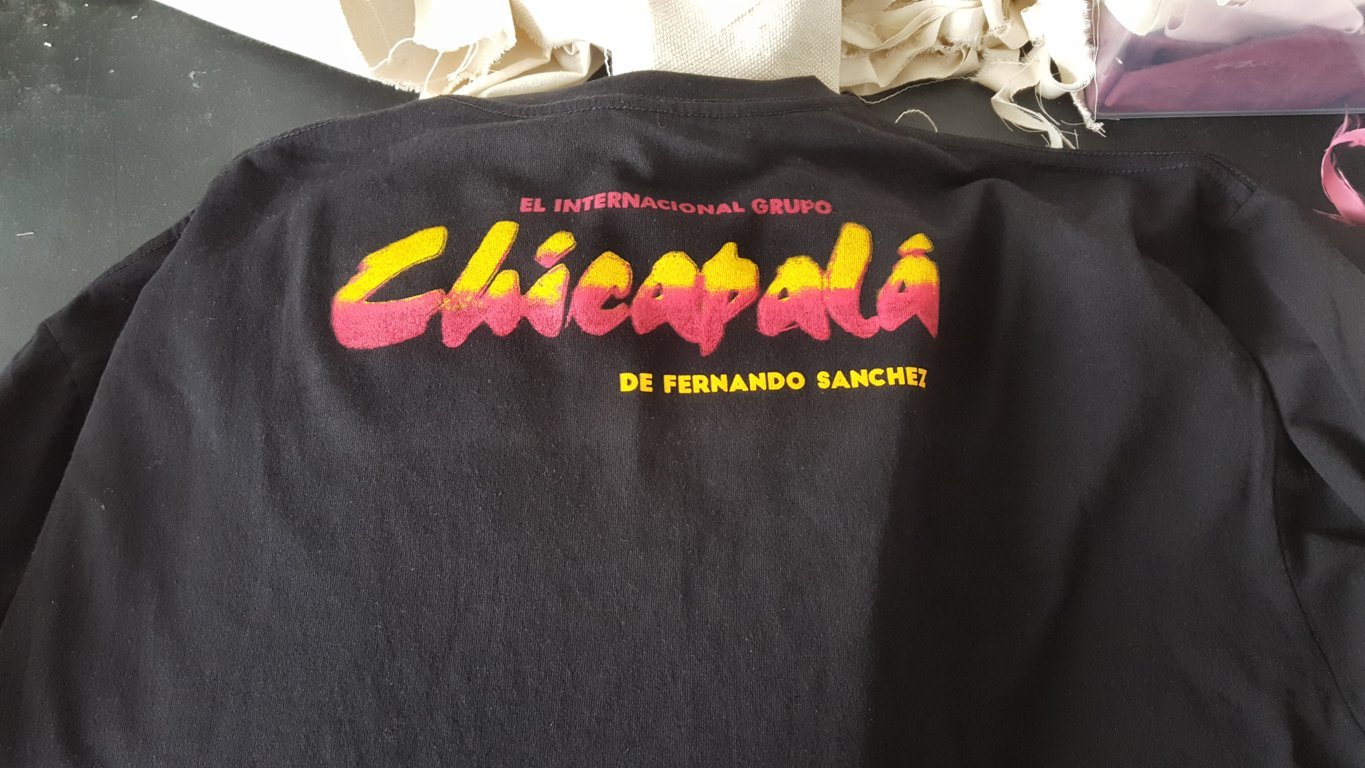 EL INTERNACIONAL GRUPO
Chicapalá
DE FERNANDO SANCHEZ